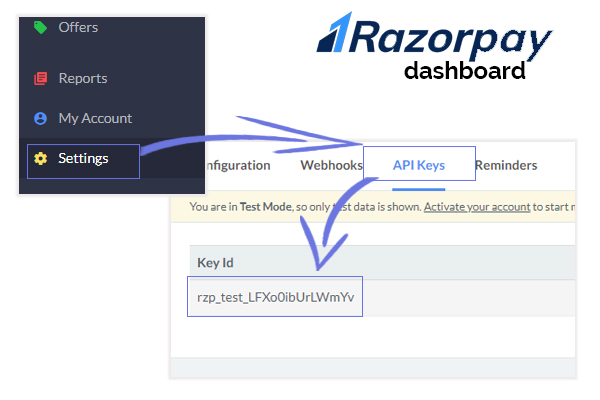 Offers
Reports
My Account
Settings
Razorpay
dashboard
nfiguration Webhooks API Keys Reminders
You are in Test Mode, so only test data is shown. Activate your account to start m
Key Id
rzp_test_LFXo0ibUrLWmYv